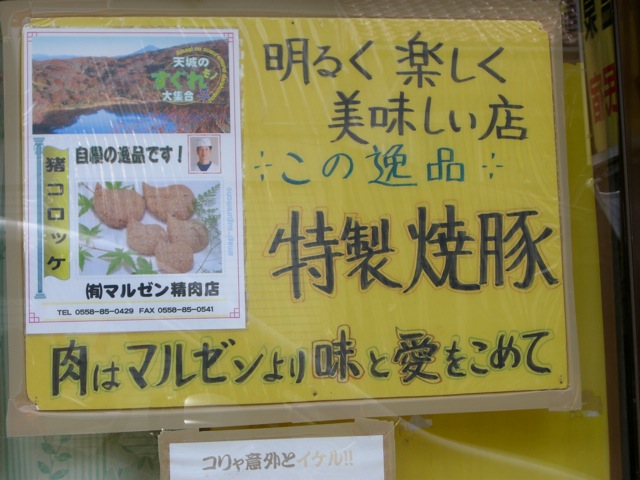 天城の
すぐれモン
大集合
自慢の逸品です!
猪コロッケ
㈲マルゼン精肉店
TEL 0558-85-0429 FAX 0558-85-0541
明るく 楽しく
美味しい店
この逸品
特製焼豚
肉はマルゼンより味と愛をこめて
コリャ意外とイケル!!